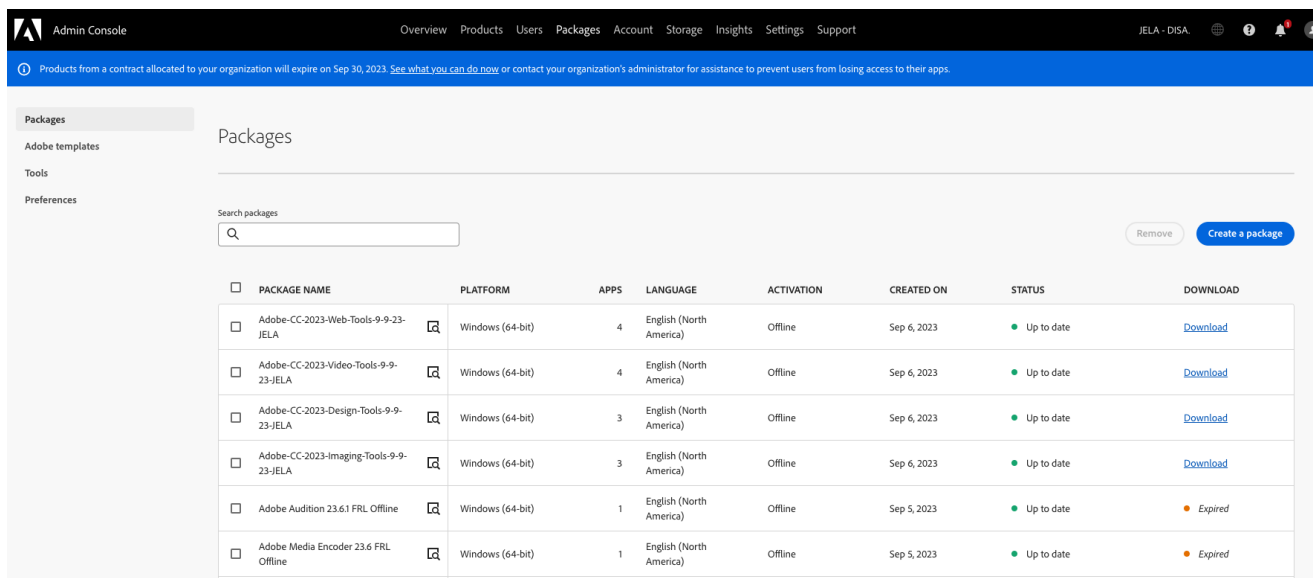 Admin Console
Overview Products Users Packages Account Storage Insights Settings Support
JELA - DISA.
Products from a contract allocated to your organization will expire on Sep 30, 2023. See what you can do now or contact your organization's administrator for assistance to prevent users from losing access to their apps.
Packages
Adobe templates
Tools
Preferences
Packages
Search packages
Remove
Create a package
PACKAGE NAME PLATFORM APPS LANGUAGE ACTIVATION CREATED ON STATUS DOWNLOAD
Adobe-CC-2023-Web-Tools-9-9-23-
JELA
Windows (64-bit) 4
English (North
America)
Offline Sep 6, 2023 Up to date Download
Adobe-CC-2023-Video-Tools-9-9-
23-JELA
Windows (64-bit) 4
English (North
America)
Offline Sep 6, 2023 Up to date Download
Adobe-CC-2023-Design-Tools-9-9-
23-JELA
Windows (64-bit) 3
English (North
America)
Offline Sep 6, 2023 Up to date Download
Adobe-CC-2023-Imaging-Tools-9-9-
23-JELA
Windows (64-bit) 3
English (North
America)
Offline Sep 6, 2023 Up to date Download
Adobe Audition 23.6.1 FRL Offline
Windows (64-bit) 1
English (North
America)
Offline Sep 5, 2023 Up to date Expired
Adobe Media Encoder 23.6 FRL
Offline
Windows (64-bit) 1
English (North
America)
Offline Sep 5, 2023 Up to date Expired